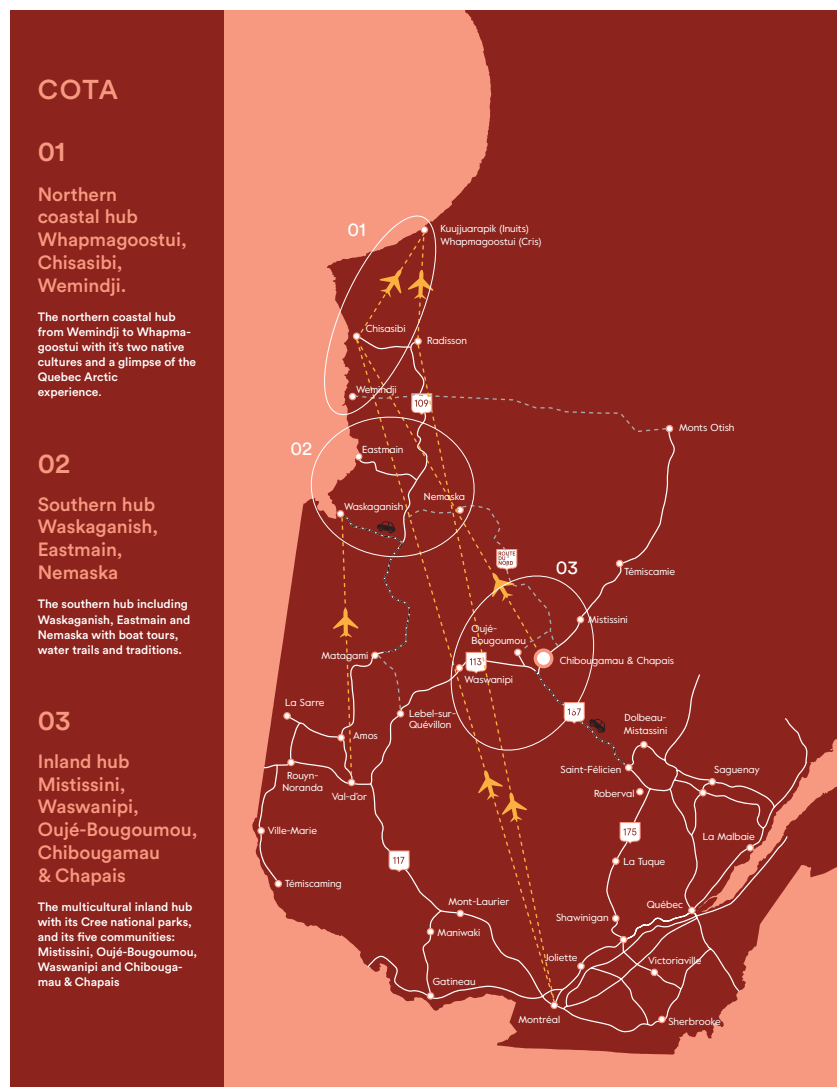 COTA
01
Northern
coastal hub
Whapmagoostui,
Chisasibi,
Wemindji.
The northern coastal hub
from Wemindji to Whapma-
goostui with it's two native
cultures and a glimpse of the
Quebec Arctic
experience.
02
Southern hub
Waskaganish,
Eastmain,
Nemaska
The southern hub including
Waskaganish, Eastmain and
Nemaska with boat tours,
water trails and traditions.
03
Inland hub
Mistissini,
Waswanipi,
Oujé-Bougoumou,
Chibougamau
& Chapais
The multicultural inland hub
with its Cree national parks,
and its five communities:
Mistissini, Oujé-Bougoumou,
Waswanipi and Chibouga-
mau & Chapais
01
Kuujjuarapik (Inuits)
Whapmagoostui (Cris)
Chisasibi
Radisson
Wemindji
109
Monts Otish
02
Eastmain
Nemaska
Waskaganish
ROUTE
DU
NORD
03
Témiscamie
Mistissini
Oujé-
Bougoumou
Matagami
113
Chibougamau & Chapais
Waswanipi
La Sarre
Lebel-sur-
Quévillon
167
Dolbeau-
Mistassini
Amos
Saint-Félicien
Saguenay
Rouyn-
Noranda
Val-d'or
Roberval
Ville-Marie
175
La Malbaie
117
La Tuque
Témiscaming
Mont-Laurier
Québec
Shawinigan
Maniwaki
Joliette
Victoriaville
Gatineau
Montréal
Sherbrooke